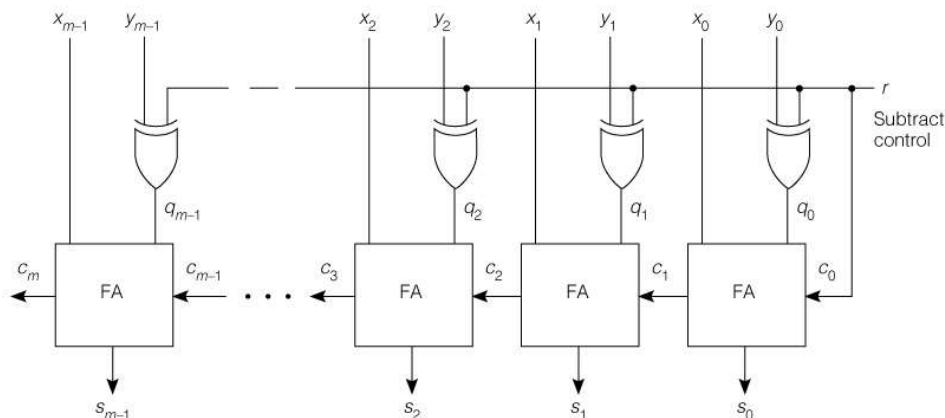 x_{m–1} y_{m–1} x_2 y_2 x_1 y_1 x_0 y_0
r
Subtract
control
q_{m–1} q_2 q_1 q_0
c_m c_{m–1} c_3 c_2 c_1 c_0
FA • • • FA FA FA
s_{m–1} s_2 s_1 s_0